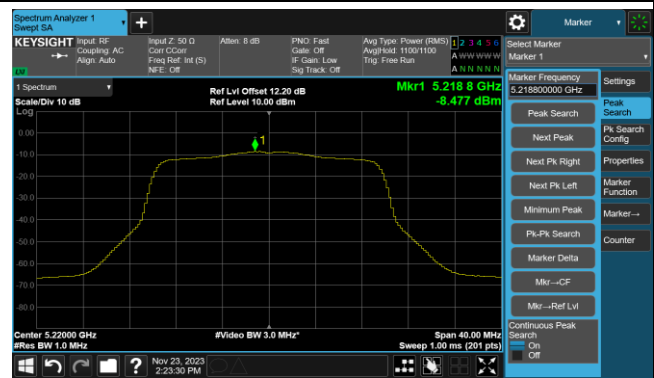 Spectrum Analyzer 1
Swept SA
+
Marker
KEYSIGHT
Input: RF
Coupling: AC
Align: Auto
Input Z: 50 Ω
Corr CCorr
Freq Ref: Int (S)
NFE: Off
Atten: 8 dB
PNO: Fast
Gate: Off
IF Gain: Low
Sig Track: Off
Avg Type: Power (RMS)
Avg|Hold: 1100/1100
Trig: Free Run
1 2 3 4 5 6
A W W W W W
A N N N N N
LV
Select Marker
Marker 1
1 Spectrum
Scale/Div 10 dB
Log
Ref Lvl Offset 12.20 dB
Ref Level 10.00 dBm
Mkr1 5.218 8 GHz
-8.477 dBm
0.00
-10.0
-20.0
-30.0
-40.0
-50.0
-60.0
-70.0
-80.0
1
Center 5.22000 GHz
#Res BW 1.0 MHz
#Video BW 3.0 MHz*
Span 40.00 MHz
Sweep 1.00 ms (201 pts)
Marker Frequency
5.218800000 GHz
Peak Search
Next Peak
Next Pk Right
Next Pk Left
Minimum Peak
Pk-Pk Search
Marker Delta
Mkr→CF
Mkr→Ref Lvl
Continuous Peak
Search
On
Off
Settings
Peak
Search
Pk Search
Config
Properties
Marker
Function
Marker→
Counter
?
Nov 23, 2023
2:23:30 PM